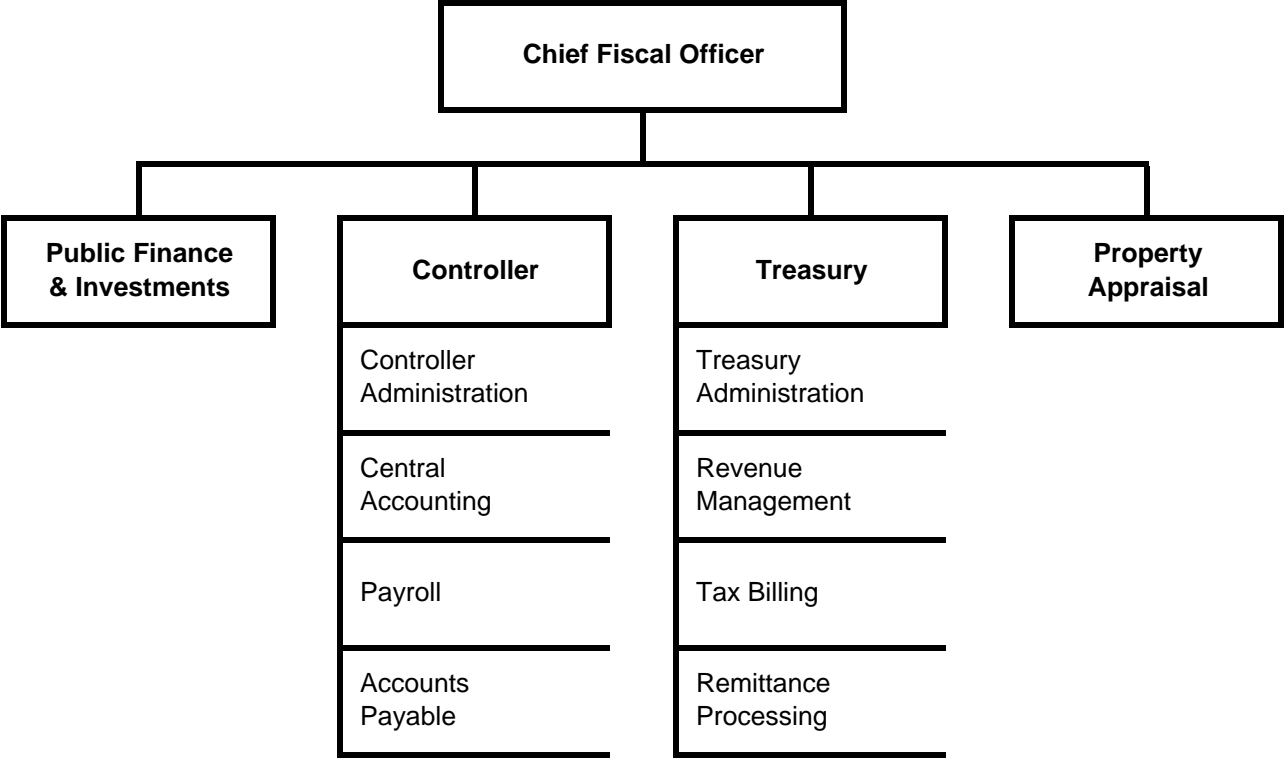 Chief Fiscal Officer
Public Finance
& Investments
Controller
Treasury
Property
Appraisal
Controller
Administration
Central
Accounting
Payroll
Accounts
Payable
Treasury
Administration
Revenue
Management
Tax Billing
Remittance
Processing